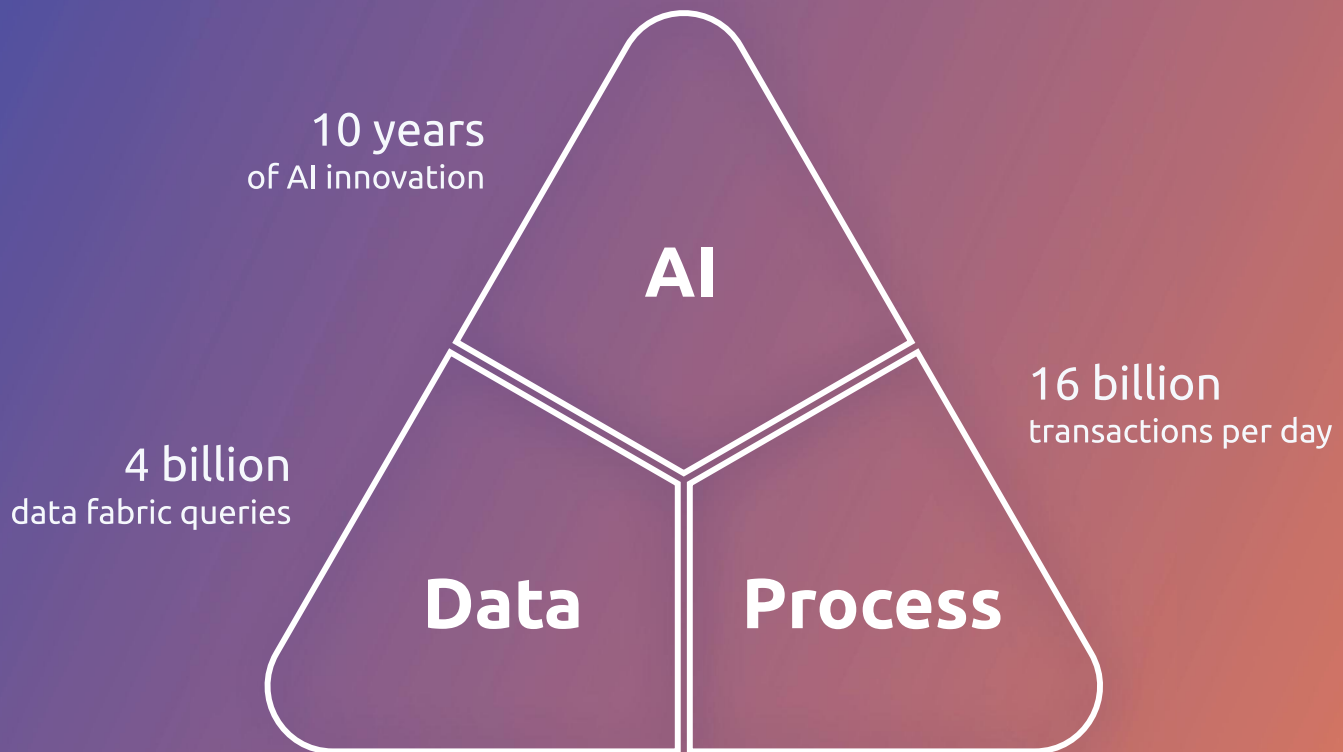 10 years
of AI innovation
AI
16 billion
transactions per day
4 billion
data fabric queries
Data
Process